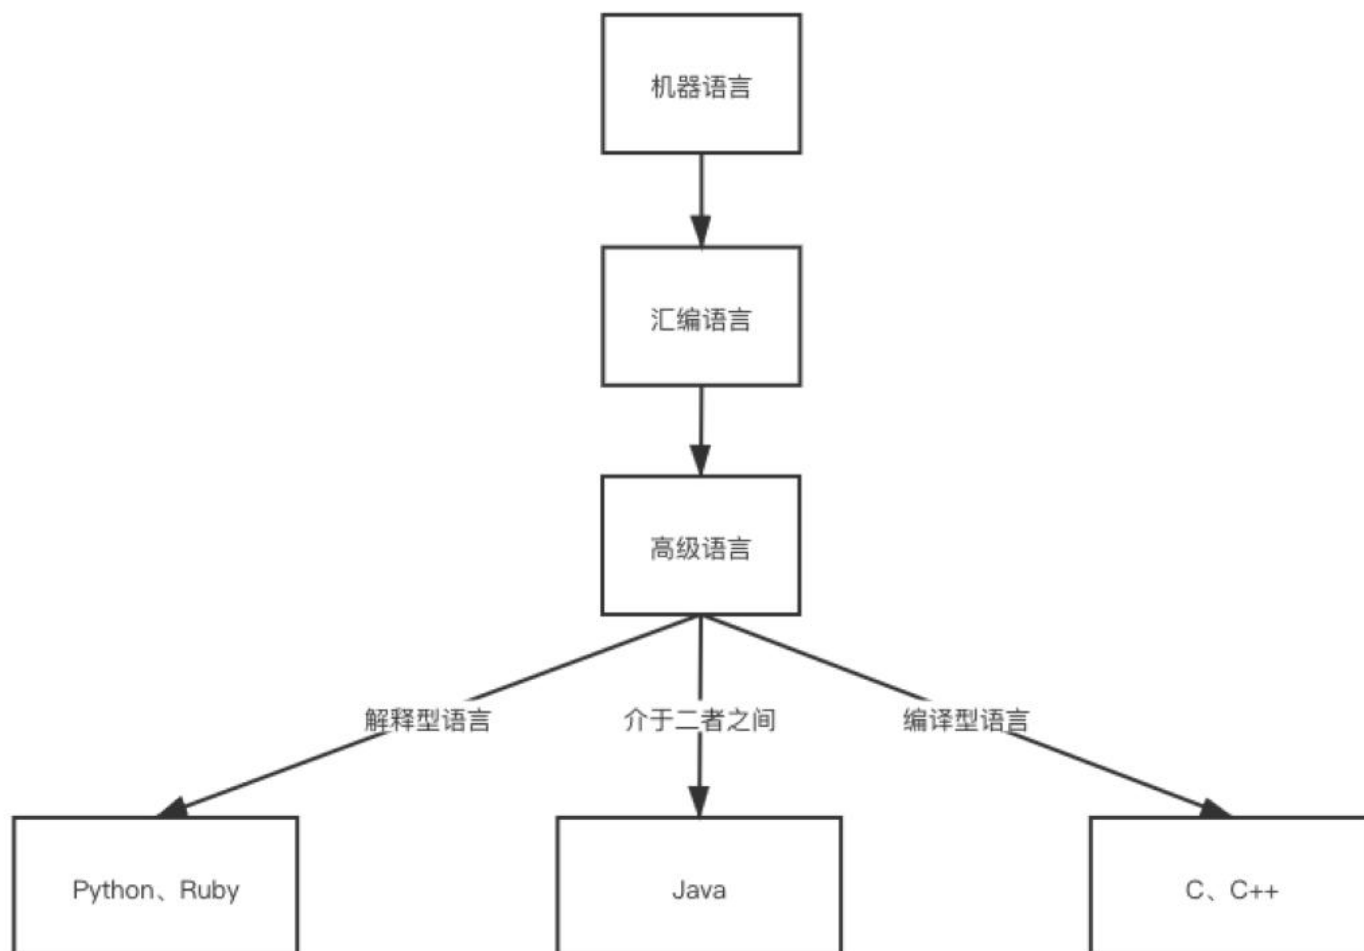 机器语言
汇编语言
高级语言
解释型语言
介于二者之间
编译型语言
Python、Ruby
Java
C、C++